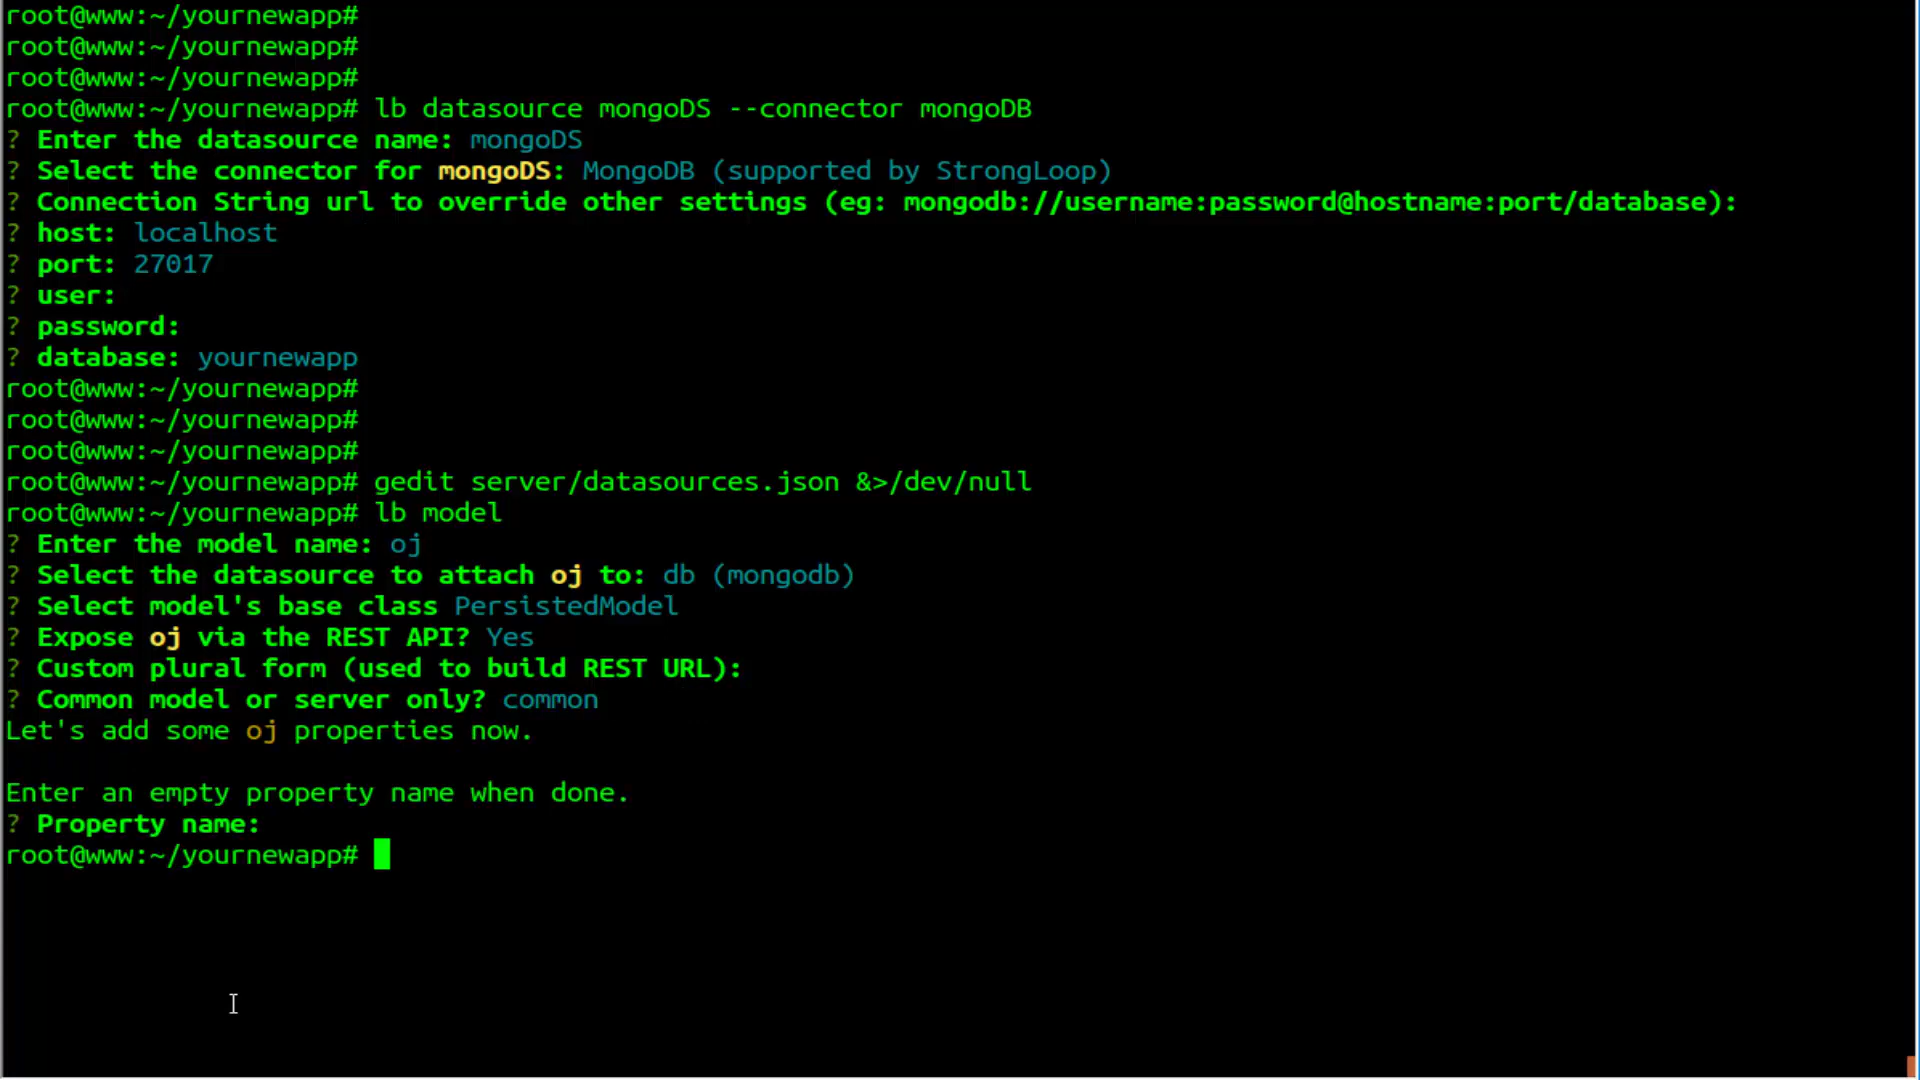 root@www:~/yournewapp#
root@www:~/yournewapp#
root@www:~/yournewapp#
root@www:~/yournewapp# lb datasource mongoDS --connector mongoDB
? Enter the datasource name: mongoDS
? Select the connector for mongoDS: MongoDB (supported by StrongLoop)
? Connection String url to override other settings (eg: mongodb://username:password@hostname:port/database):
? host: localhost
? port: 27017
? user:
? password:
? database: yournewapp
root@www:~/yournewapp#
root@www:~/yournewapp#
root@www:~/yournewapp#
root@www:~/yournewapp# gedit server/datasources.json &>/dev/null
root@www:~/yournewapp# lb model
? Enter the model name: oj
? Select the datasource to attach oj to: db (mongodb)
? Select model's base class PersistedModel
? Expose oj via the REST API? Yes
? Custom plural form (used to build REST URL):
? Common model or server only? common
Let's add some oj properties now.
Enter an empty property name when done.
? Property name:
root@www:~/yournewapp#